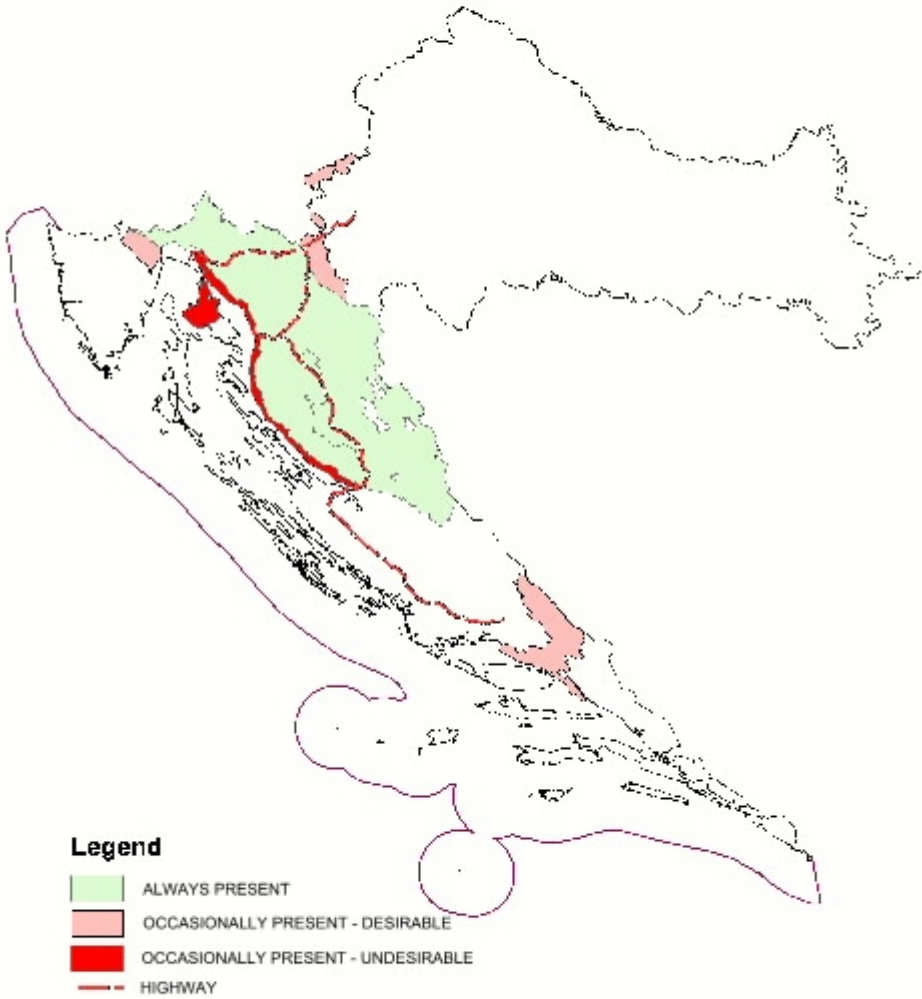 Legend
ALWAYS PRESENT
OCCASIONALLY PRESENT - DESIRABLE
OCCASIONALLY PRESENT - UNDESIRABLE
HIGHWAY